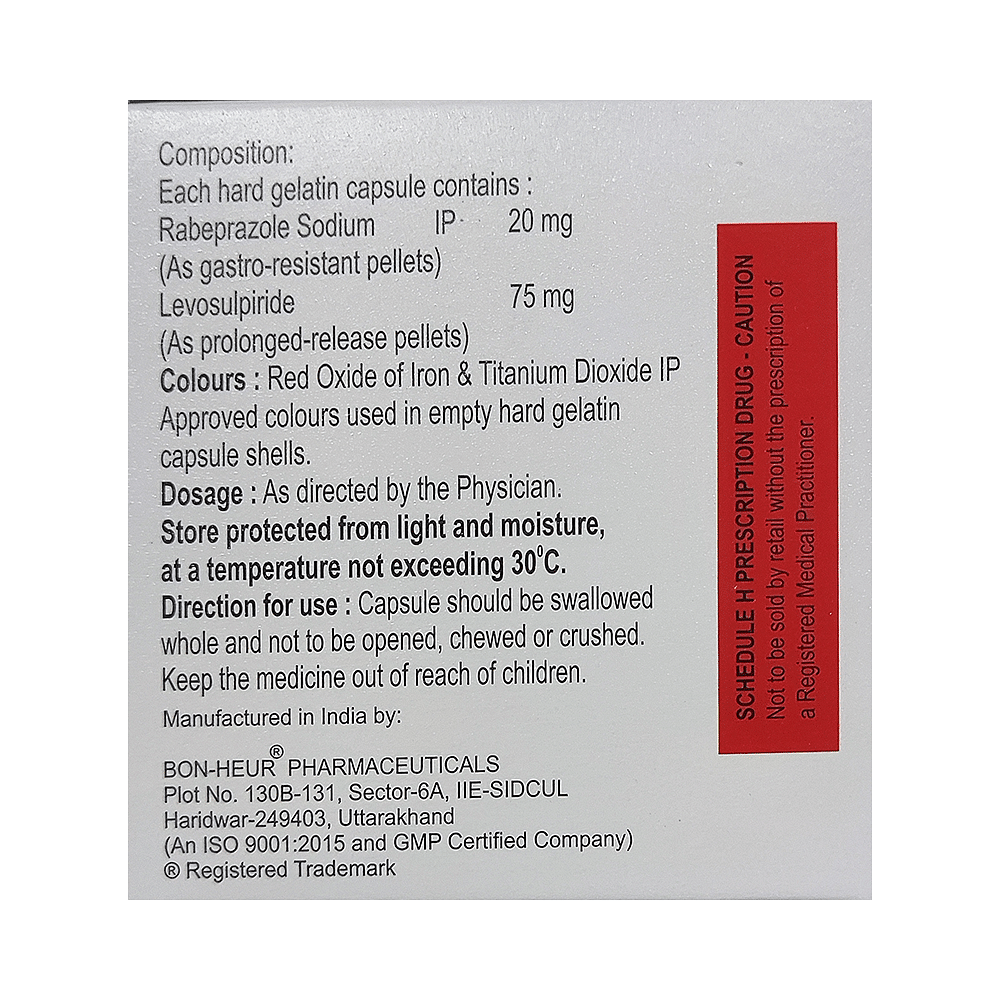 Composition:
Each hard gelatin capsule contains :
Rabeprazole Sodium IP 20 mg
(As gastro-resistant pellets)
Levosulpiride 75 mg
(As prolonged-release pellets)
Colours : Red Oxide of Iron & Titanium Dioxide IP
Approved colours used in empty hard gelatin
capsule shells.
Dosage : As directed by the Physician.
Store protected from light and moisture,
at a temperature not exceeding 30⁰C.
Direction for use : Capsule should be swallowed
whole and not to be opened, chewed or crushed.
Keep the medicine out of reach of children.
Manufactured in India by:
BON-HEUR® PHARMACEUTICALS
Plot No. 130B-131, Sector-6A, IIE-SIDCUL
Haridwar-249403, Uttarakhand
(An ISO 9001:2015 and GMP Certified Company)
® Registered Trademark
SCHEDULE H PRESCRIPTION DRUG - CAUTION
Not to be sold by retail without the prescription of
a Registered Medical Practitioner.